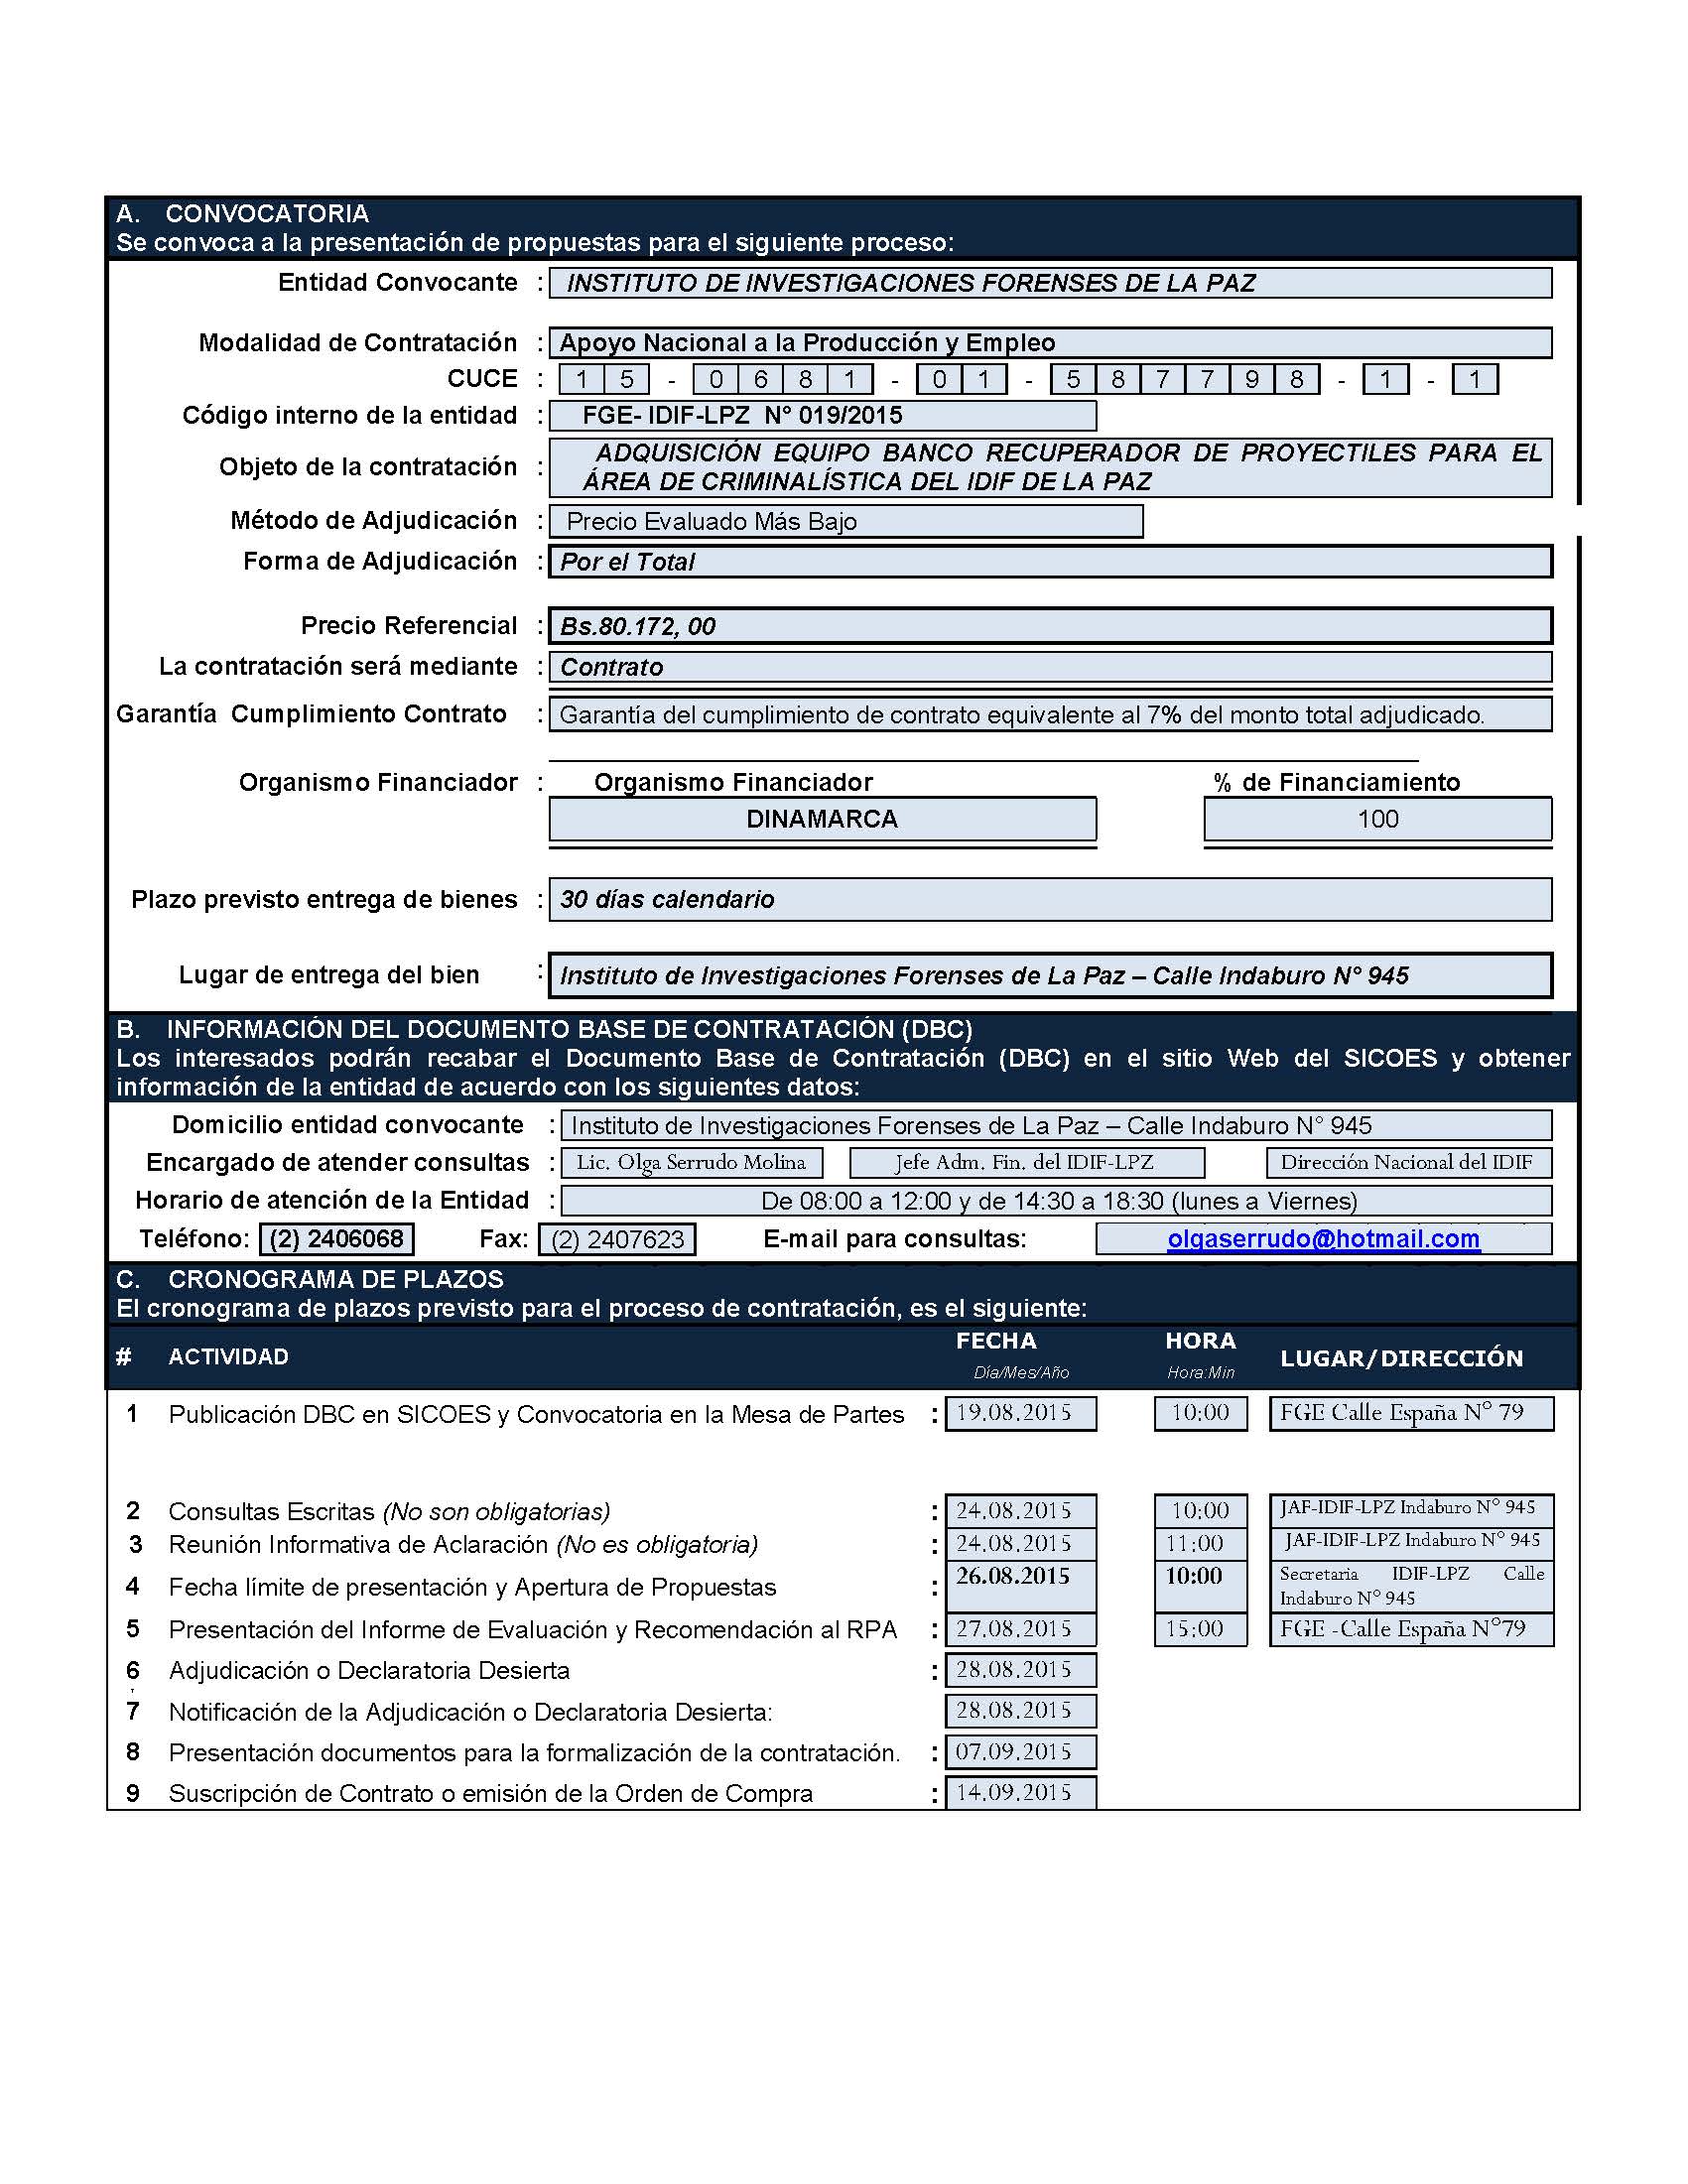 A. CONVOCATORIA
Se convoca a la presentación de propuestas para el siguiente proceso:
Entidad Convocante : INSTITUTO DE INVESTIGACIONES FORENSES DE LA PAZ
Modalidad de Contratación : Apoyo Nacional a la Producción y Empleo
CUCE : 1 5 - 0 6 8 1 - 0 1 - 5 8 7 7 9 8 - 1 - 1
Código interno de la entidad : FGE- IDIF-LPZ N° 019/2015
Objeto de la contratación : ADQUISICIÓN EQUIPO BANCO RECUPERADOR DE PROYECTILES PARA EL
ÁREA DE CRIMINALÍSTICA DEL IDIF DE LA PAZ
Método de Adjudicación : Precio Evaluado Más Bajo
Forma de Adjudicación : Por el Total
Precio Referencial : Bs.80.172, 00
La contratación será mediante : Contrato
Garantía Cumplimiento Contrato : Garantía del cumplimiento de contrato equivalente al 7% del monto total adjudicado.
Organismo Financiador : Organismo Financiador % de Financiamiento
DINAMARCA 100
Plazo previsto entrega de bienes : 30 días calendario
Lugar de entrega del bien : Instituto de Investigaciones Forenses de La Paz – Calle Indaburo N° 945
B. INFORMACIÓN DEL DOCUMENTO BASE DE CONTRATACIÓN (DBC)
Los interesados podrán recabar el Documento Base de Contratación (DBC) en el sitio Web del SICOES y obtener
información de la entidad de acuerdo con los siguientes datos:
Domicilio entidad convocante : Instituto de Investigaciones Forenses de La Paz – Calle Indaburo N° 945
Encargado de atender consultas : Lic. Olga Serrudo Molina Jefe Adm. Fin. del IDIF-LPZ Dirección Nacional del IDIF
Horario de atención de la Entidad : De 08:00 a 12:00 y de 14:30 a 18:30 (lunes a Viernes)
Teléfono: (2) 2406068 Fax: (2) 2407623 E-mail para consultas: olgaserrudo@hotmail.com
C. CRONOGRAMA DE PLAZOS
El cronograma de plazos previsto para el proceso de contratación, es el siguiente:
# ACTIVIDAD FECHA HORA LUGAR/DIRECCIÓN
Día/Mes/Año Hora:Min
1 Publicación DBC en SICOES y Convocatoria en la Mesa de Partes : 19.08.2015 10:00 FGE Calle España N° 79
2 Consultas Escritas (No son obligatorias) : 24.08.2015 10:00 JAF-IDIF-LPZ Indaburo N° 945
3 Reunión Informativa de Aclaración (No es obligatoria) : 24.08.2015 11:00 JAF-IDIF-LPZ Indaburo N° 945
4 Fecha límite de presentación y Apertura de Propuestas : 26.08.2015 10:00 Secretaria IDIF-LPZ Calle
Indaburo N° 945
5 Presentación del Informe de Evaluación y Recomendación al RPA : 27.08.2015 15:00 FGE -Calle España N°79
6 Adjudicación o Declaratoria Desierta : 28.08.2015
7 Notificación de la Adjudicación o Declaratoria Desierta: 28.08.2015
8 Presentación documentos para la formalización de la contratación. : 07.09.2015
9 Suscripción de Contrato o emisión de la Orden de Compra : 14.09.2015